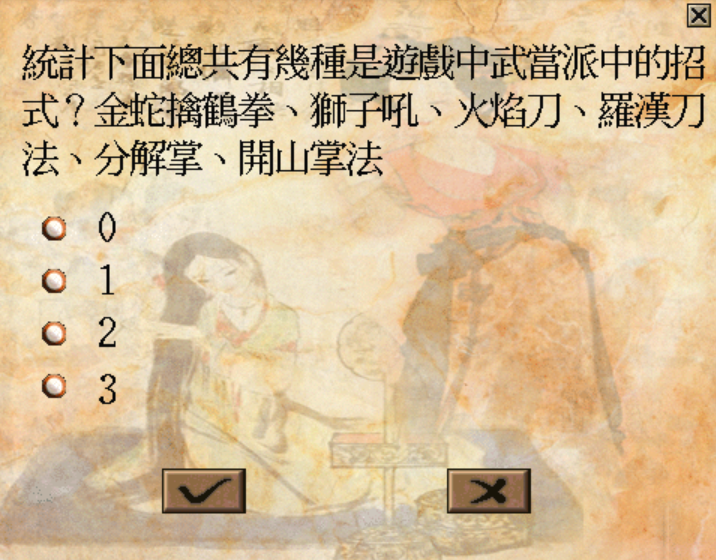 統計下面總共有幾種是遊戲中武當派中的招
式？金蛇擒鶴拳、獅子吼、火焰刀、羅漢刀
法、分解掌、開山掌法
0
1
2
3